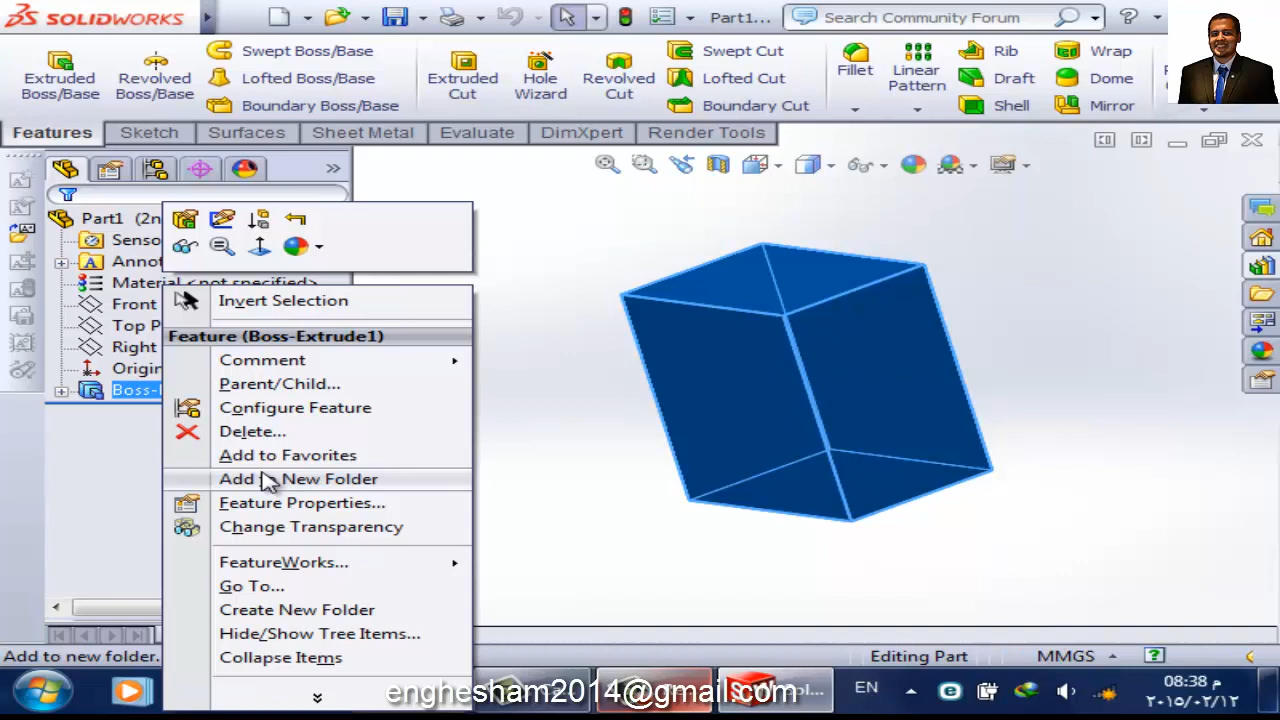 SOLIDWORKS
Part1...
Search Community Forum
Extruded Boss/Base
Revolved Boss/Base
Swept Boss/Base
Lofted Boss/Base
Boundary Boss/Base
Extruded Cut
Hole Wizard
Revolved Cut
Swept Cut
Lofted Cut
Boundary Cut
Fillet
Linear Pattern
Rib
Draft
Shell
Wrap
Dome
Mirror
Features
Sketch
Surfaces
Sheet Metal
Evaluate
DimXpert
Render Tools
Part1 (2n
Senso
Annot
Material <not specified>
Front
Top P
Right
Origin
Boss-
Invert Selection
Feature (Boss-Extrude1)
Comment
Parent/Child...
Configure Feature
Delete...
Add to Favorites
Add to New Folder
Feature Properties...
Change Transparency
FeatureWorks...
Go To...
Create New Folder
Hide/Show Tree Items...
Collapse Items
Add to new folder.
Editing Part
MMGS
enghesham2014@gmail.com
EN
08:38 م
٢٠١٥/٠٢/١٢